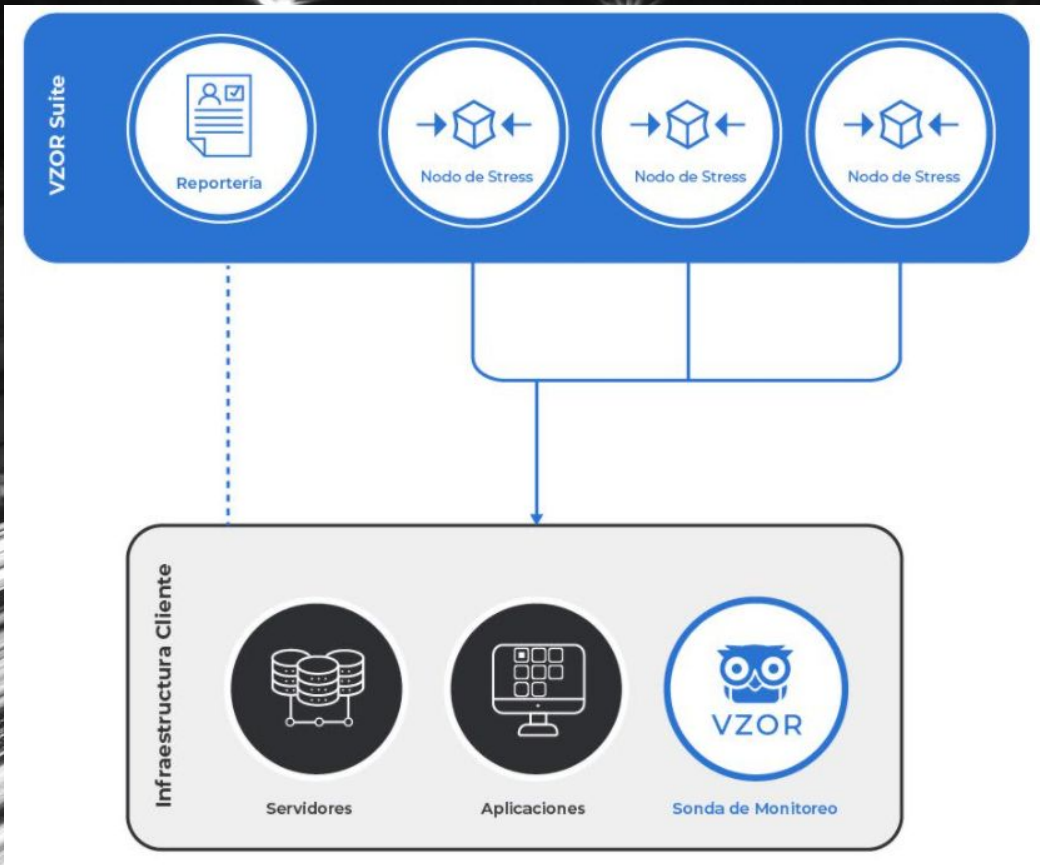 VZOR Suite
Reportería
Nodo de Stress
Nodo de Stress
Nodo de Stress
Infraestructura Cliente
Servidores
Aplicaciones
VZOR
Sonda de Monitoreo